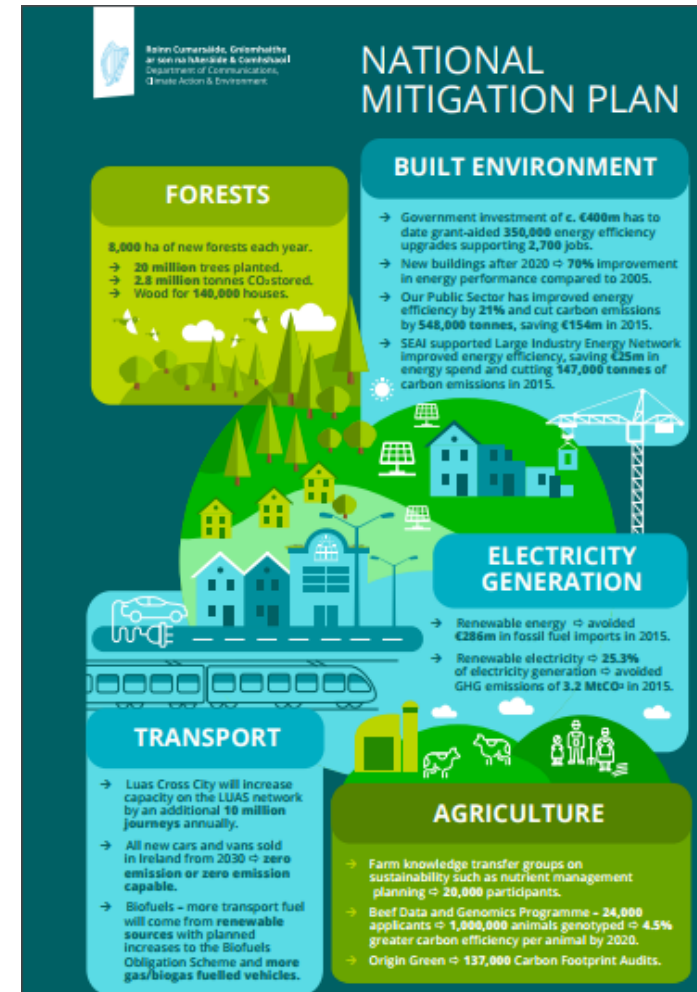 Roinn Cumarsáide, Gníomhaithe
ar son na hAeráide & Comhshaoil
Department of Communications,
Climate Action & Environment
NATIONAL
MITIGATION PLAN
FORESTS
8,000 ha of new forests each year.
→ 20 million trees planted.
→ 2.8 million tonnes CO₂ stored.
→ Wood for 140,000 houses.
BUILT ENVIRONMENT
→ Government investment of c. €400m has to
date grant-aided 350,000 energy efficiency
upgrades supporting 2,700 jobs.
→ New buildings after 2020 ⇨ 70% improvement
in energy performance compared to 2005.
→ Our Public Sector has improved energy
efficiency by 21% and cut carbon emissions
by 548,000 tonnes, saving €154m in 2015.
→ SEAI supported Large Industry Energy Network
improved energy efficiency, saving €25m in
energy spend and cutting 147,000 tonnes of
carbon emissions in 2015.
ELECTRICITY
GENERATION
→ Renewable energy ⇨ avoided
€286m in fossil fuel imports in 2015.
→ Renewable electricity ⇨ 25.3%
of electricity generation ⇨ avoided
GHG emissions of 3.2 MtCO² in 2015.
TRANSPORT
→ Luas Cross City will increase
capacity on the LUAS network
by an additional 10 million
journeys annually.
→ All new cars and vans sold
in Ireland from 2030 ⇨ zero
emission or zero emission
capable.
→ Biofuels – more transport fuel
will come from renewable
sources with planned
increases to the Biofuels
Obligation Scheme and more
gas/biogas fuelled vehicles.
AGRICULTURE
→ Farm knowledge transfer groups on
sustainability such as nutrient management
planning ⇨ 20,000 participants.
→ Beef Data and Genomics Programme – 24,000
applicants ⇨ 1,000,000 animals genotyped ⇨ 4.5%
greater carbon efficiency per animal by 2020.
→ Origin Green ⇨ 137,000 Carbon Footprint Audits.